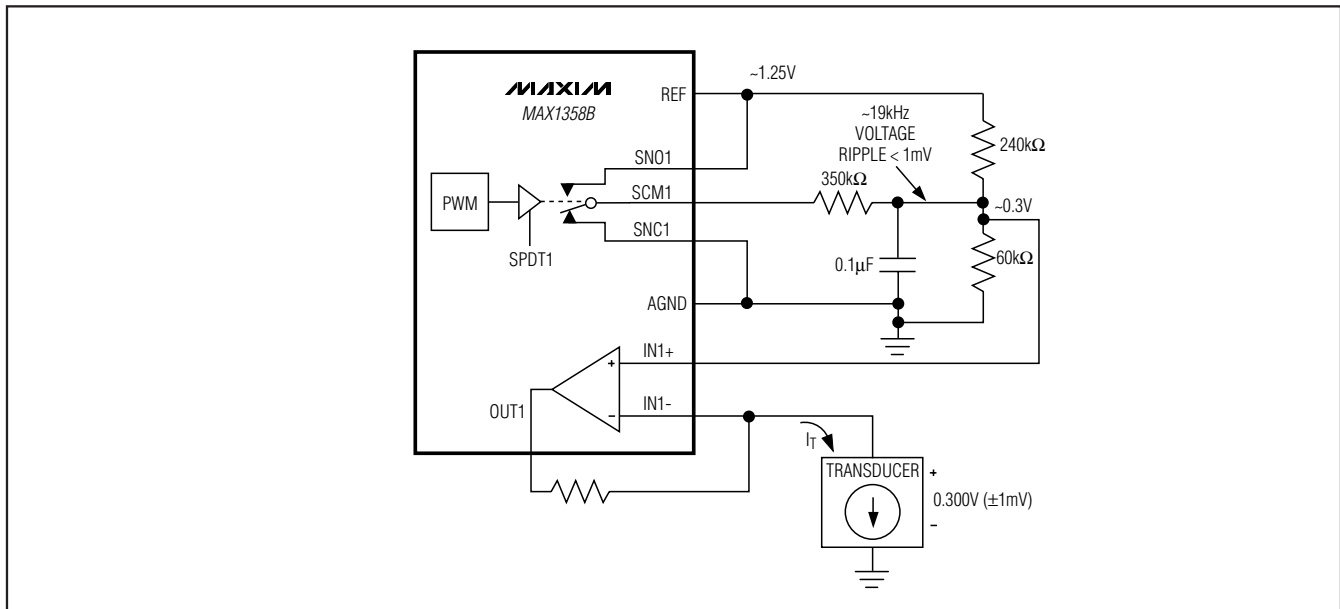 MAXIM
MAX1358B
REF
~1.25V
~19kHz
VOLTAGE
RIPPLE < 1mV
240kΩ
SNO1
350kΩ
PWM
SCM1
~0.3V
SNC1
SPDT1
0.1μF
60kΩ
AGND
+
IN1+
−
IN1-
OUT1
IT
TRANSDUCER
+
0.300V (±1mV)
−